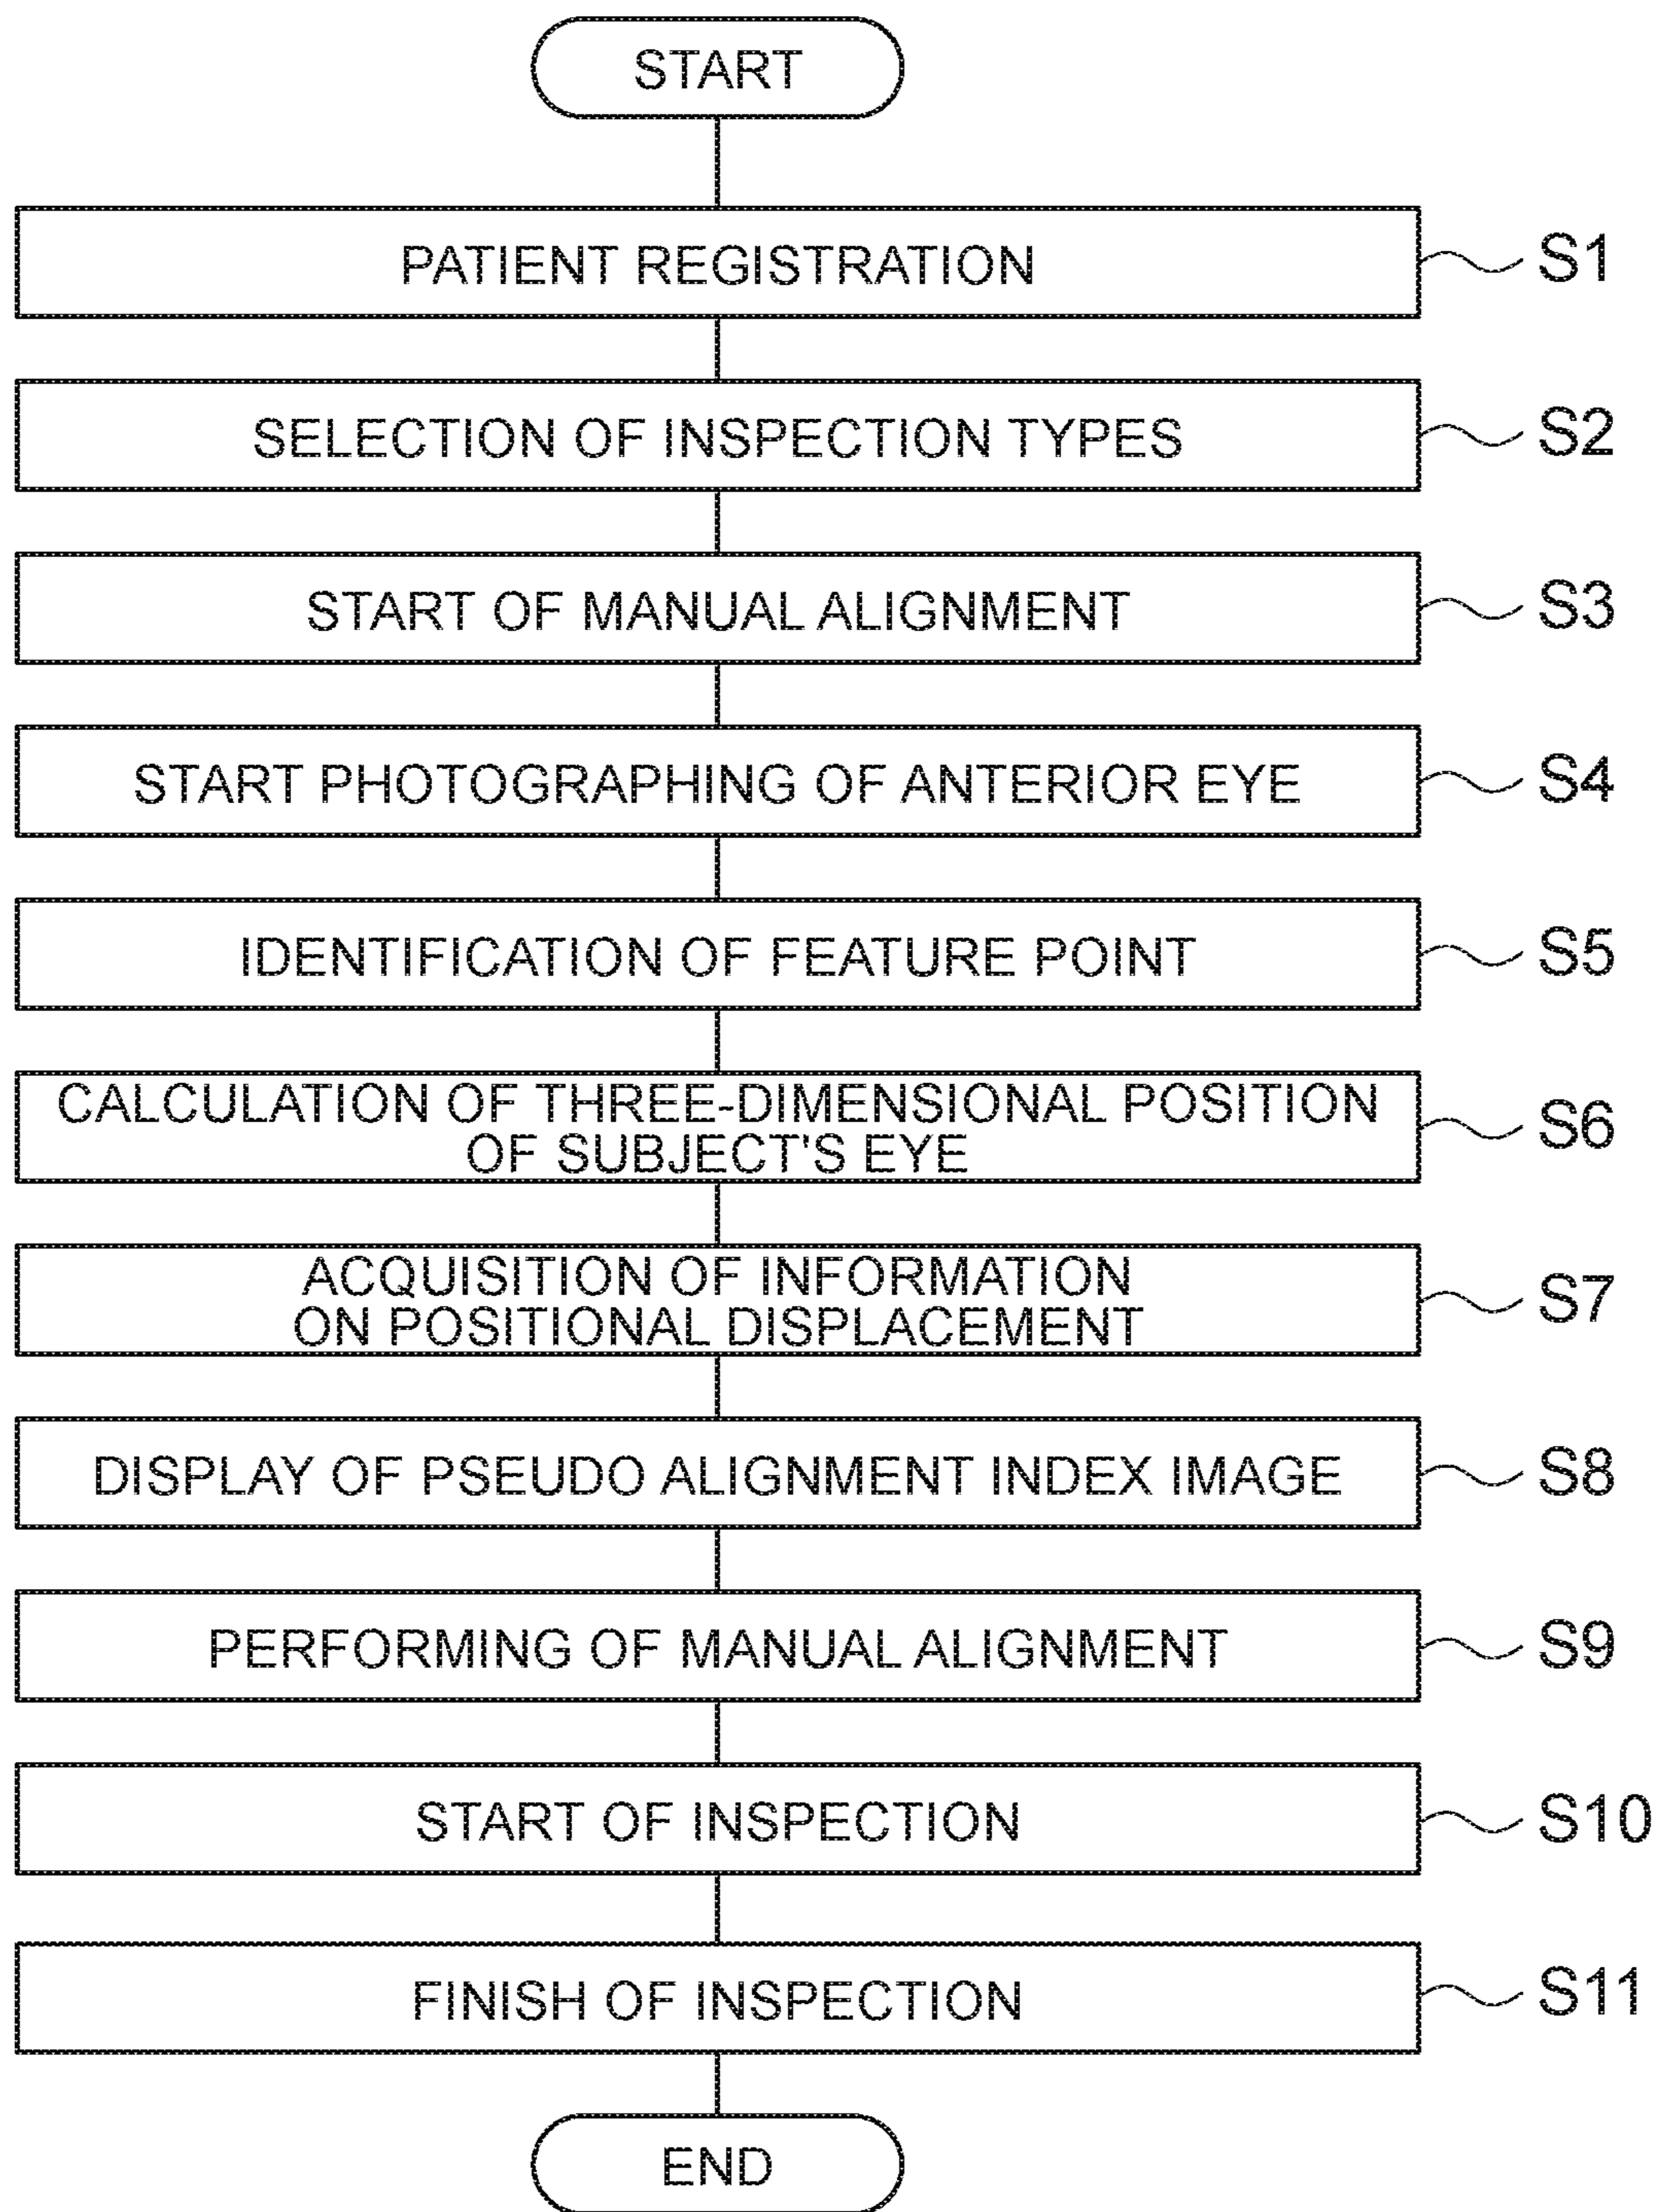 START
PATIENT REGISTRATION
S1
SELECTION OF INSPECTION TYPES
S2
START OF MANUAL ALIGNMENT
S3
START PHOTOGRAPHING OF ANTERIOR EYE
S4
IDENTIFICATION OF FEATURE POINT
S5
CALCULATION OF THREE-DIMENSIONAL POSITION
OF SUBJECT'S EYE
S6
ACQUISITION OF INFORMATION
ON POSITIONAL DISPLACEMENT
S7
DISPLAY OF PSEUDO ALIGNMENT INDEX IMAGE
S8
PERFORMING OF MANUAL ALIGNMENT
S9
START OF INSPECTION
S10
FINISH OF INSPECTION
S11
END